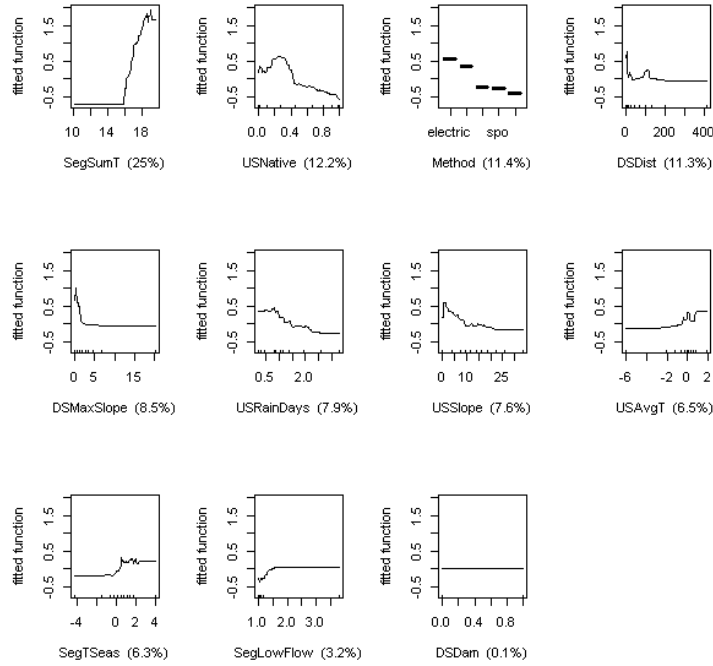 fitted function
-0.5 0.5 1.5
10 14 18
SegSumT (25%)
fitted function
-0.5 0.5 1.5
0.0 0.4 0.8
USNative (12.2%)
fitted function
-0.5 0.5 1.5
electric spo
Method (11.4%)
fitted function
-0.5 0.5 1.5
0 200 400
DSDist (11.3%)
fitted function
-0.5 0.5 1.5
0 5 15
DSMaxSlope (8.5%)
fitted function
-0.5 0.5 1.5
0.5 2.0
USRainDays (7.9%)
fitted function
-0.5 0.5 1.5
0 10 25
USSlope (7.6%)
fitted function
-0.5 0.5 1.5
-6 -2 0 2
USAvgT (6.5%)
fitted function
-0.5 0.5 1.5
-4 0 2 4
SegTSeas (6.3%)
fitted function
-0.5 0.5 1.5
1.0 2.0 3.0
SegLowFlow (3.2%)
fitted function
-0.5 0.5 1.5
0.0 0.4 0.8
DSDam (0.1%)